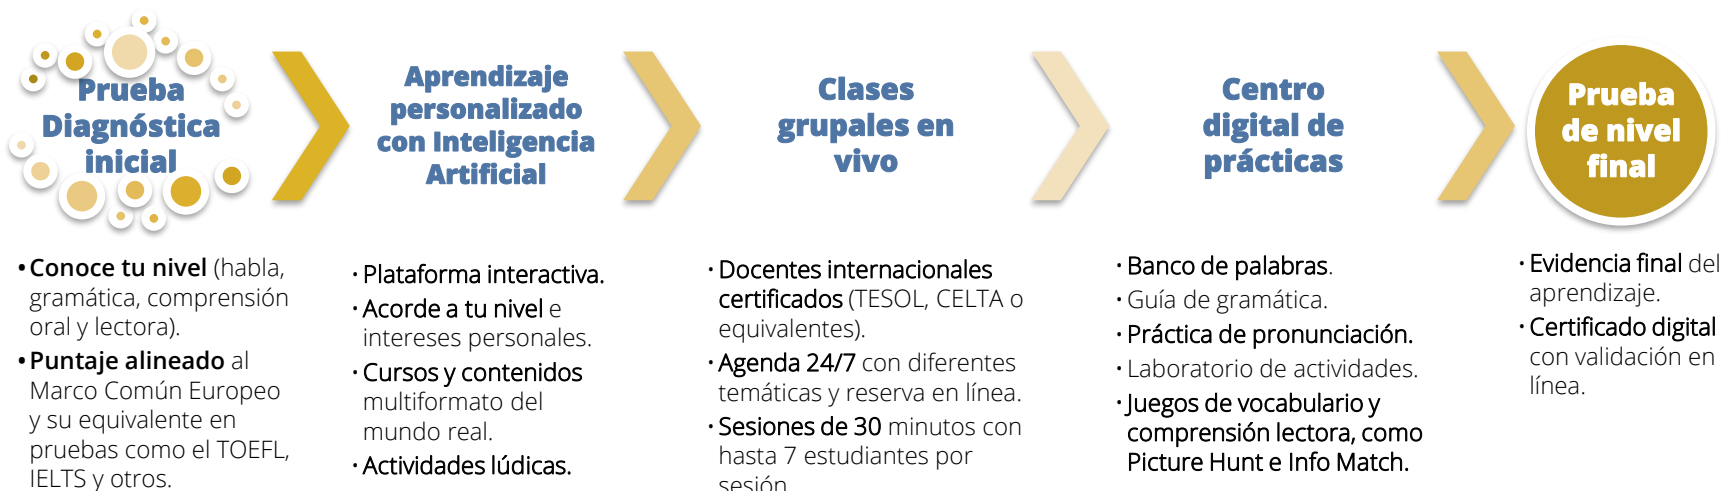 Prueba
Diagnóstica
inicial
• Conoce tu nivel (habla,
gramática, comprensión
oral y lectora).
• Puntaje alineado al
Marco Común Europeo
y su equivalente en
pruebas como el TOEFL,
IELTS y otros.
Aprendizaje
personalizado
con Inteligencia
Artificial
· Plataforma interactiva.
· Acorde a tu nivel e
intereses personales.
· Cursos y contenidos
multiformato del
mundo real.
· Actividades lúdicas.
Clases
grupales en
vivo
· Docentes internacionales
certificados (TESOL, CELTA o
equivalentes).
· Agenda 24/7 con diferentes
temáticas y reserva en línea.
· Sesiones de 30 minutos con
hasta 7 estudiantes por
sesión
Centro
digital de
prácticas
· Banco de palabras.
· Guía de gramática.
· Práctica de pronunciación.
· Laboratorio de actividades.
· Juegos de vocabulario y
comprensión lectora, como
Picture Hunt e Info Match.
Prueba
de nivel
final
· Evidencia final del
aprendizaje.
· Certificado digital
con validación en
línea.